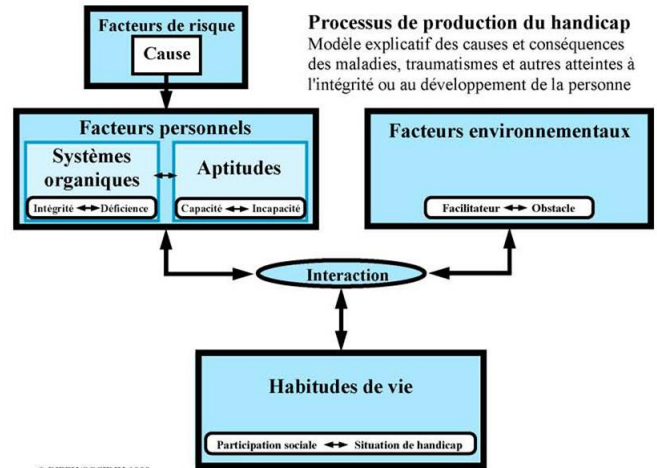 Facteurs de risque
Cause
Processus de production du handicap
Modèle explicatif des causes et conséquences
des maladies, traumatismes et autres atteintes à
l'intégrité ou au développement de la personne
Facteurs personnels
Systèmes
organiques
Intégrité Déficience
Aptitudes
Capacité Incapacité
Facteurs environnementaux
Facilitateur Obstacle
Interaction
Habitudes de vie
Participation sociale Situation de handicap